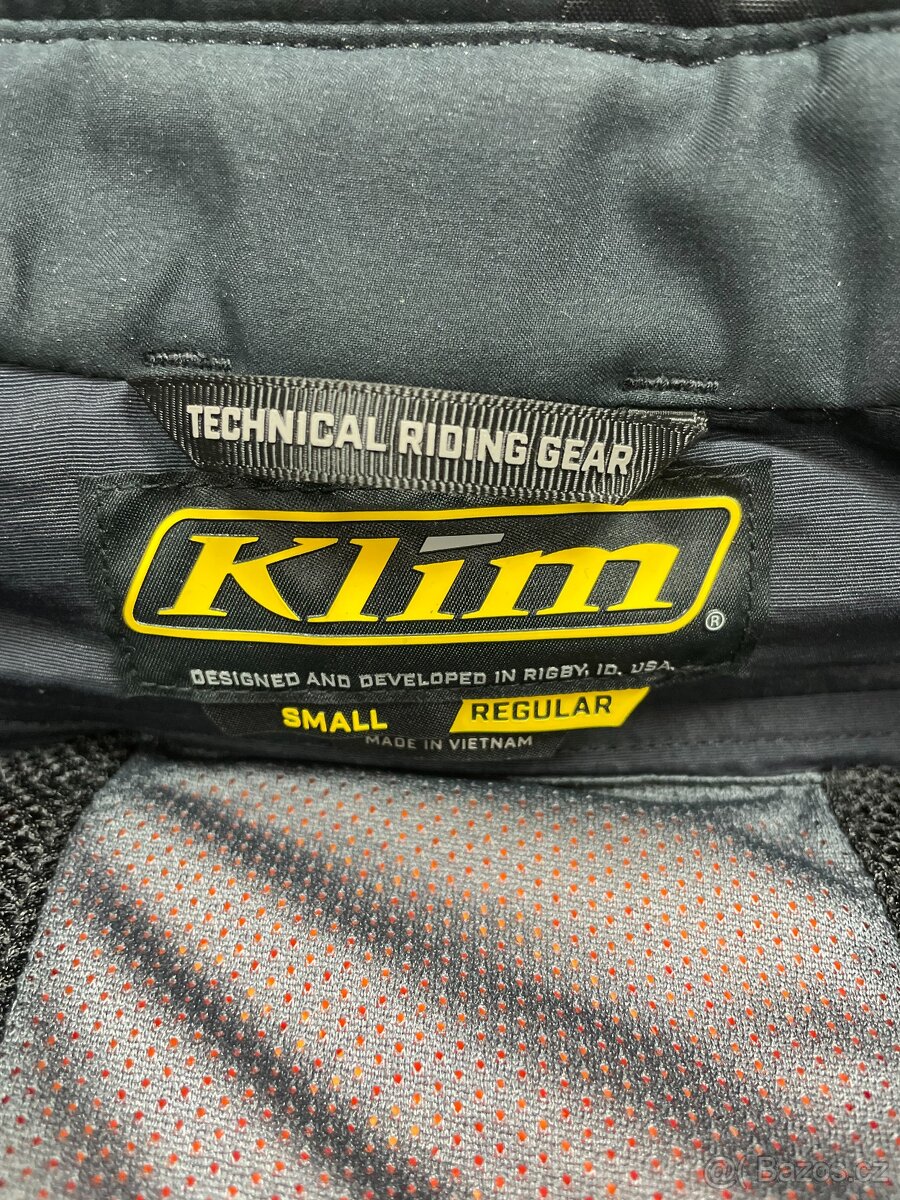 TECHNICAL RIDING GEAR
Klim®
DESIGNED AND DEVELOPED IN RIGBY, ID, USA.
SMALL REGULAR
MADE IN VIETNAM
Bazos.cz